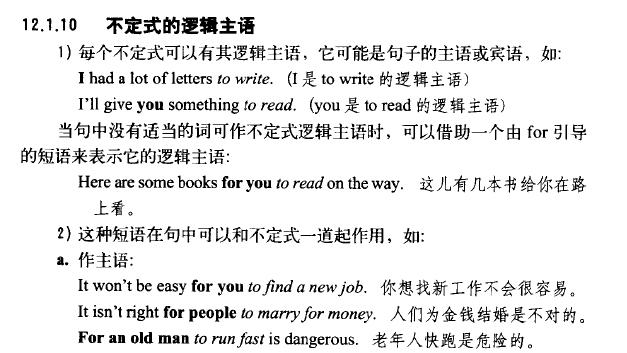 12.1.10 不定式的逻辑主语
1) 每个不定式可以有其逻辑主语，它可能是句子的主语或宾语，如：
I had a lot of letters to write. (I 是 to write 的逻辑主语)
I'll give you something to read. (you 是 to read 的逻辑主语)
当句中没有适当的词可作不定式逻辑主语时，可以借助一个由 for 引导
的短语来表示它的逻辑主语：
Here are some books for you to read on the way. 这儿有几本书给你在路
上看。
2) 这种短语在句中可以和不定式一道起作用，如：
a. 作主语：
It won't be easy for you to find a new job. 你想找新工作不会很容易。
It isn't right for people to marry for money. 人们为金钱结婚是不对的。
For an old man to run fast is dangerous. 老年人快跑是危险的。